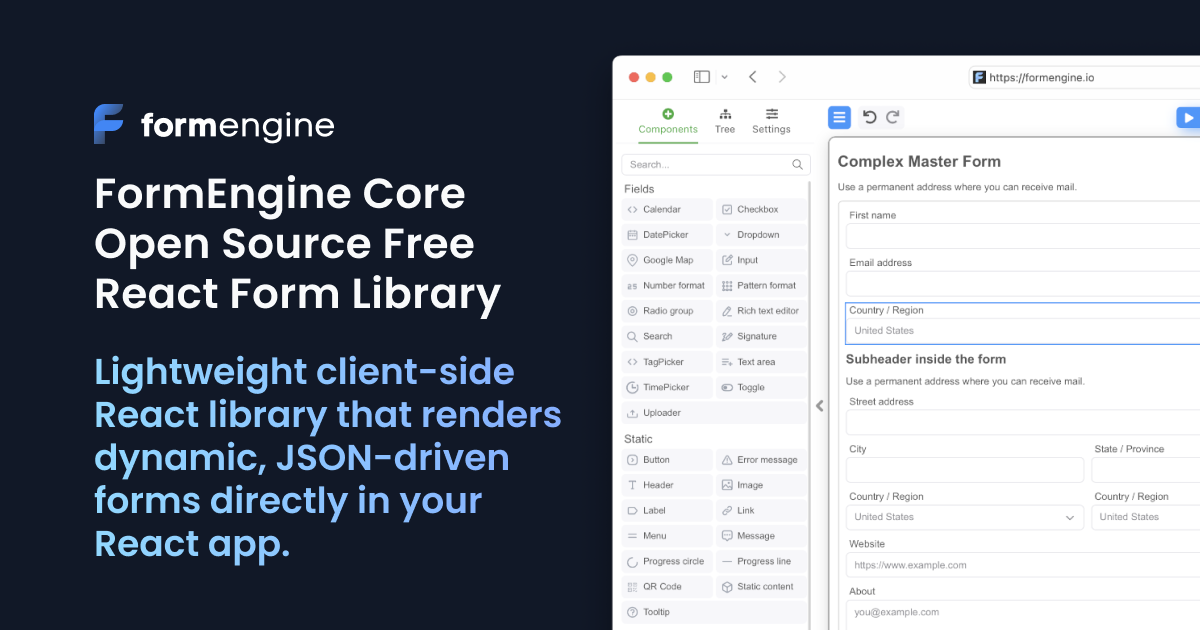 formengine
FormEngine Core
Open Source Free
React Form Library
Lightweight client-side
React library that renders
dynamic, JSON-driven
forms directly in your
React app.
https://formengine.io
Components
Tree
Settings
Search...
Fields
Calendar
Checkbox
DatePicker
Dropdown
Google Map
Input
Number format
Pattern format
Radio group
Rich text editor
Search
Signature
TagPicker
Text area
TimePicker
Toggle
Uploader
Static
Button
Error message
Header
Image
Label
Link
Menu
Message
Progress circle
Progress line
QR Code
Static content
Tooltip
Complex Master Form
Use a permanent address where you can receive mail.
First name
Email address
Country / Region
United States
Subheader inside the form
Use a permanent address where you can receive mail.
Street address
City
State / Province
Country / Region
Country / Region
United States
United States
Website
https://www.example.com
About
you@example.com